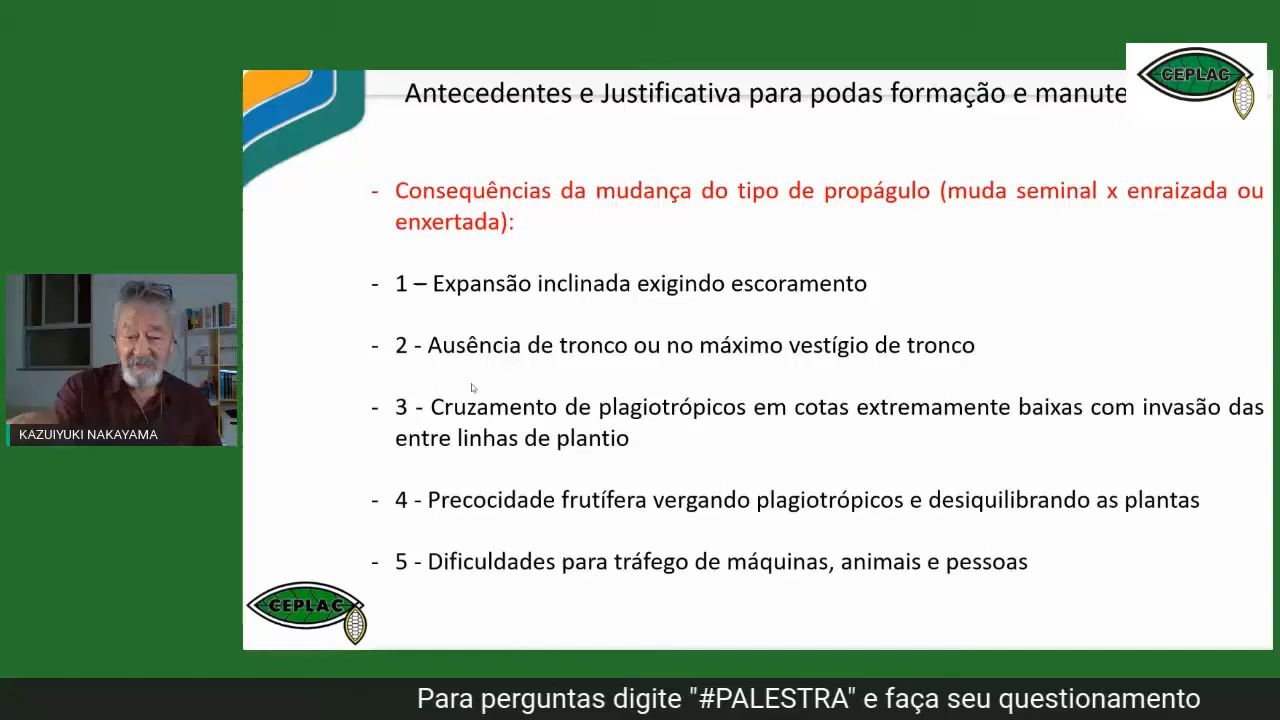 CEPLAC
Antecedentes e Justificativa para podas formação e manute
- Consequências da mudança do tipo de propágulo (muda seminal x enraizada ou
enxertada):
- 1 – Expansão inclinada exigindo escoramento
- 2 - Ausência de tronco ou no máximo vestígio de tronco
- 3 - Cruzamento de plagiotrópicos em cotas extremamente baixas com invasão das
entre linhas de plantio
- 4 - Precocidade frutífera vergando plagiotrópicos e desiquilibrando as plantas
- 5 - Dificuldades para tráfego de máquinas, animais e pessoas
KAZUIYUKI NAKAYAMA
CEPLAC
Para perguntas digite "#PALESTRA" e faça seu questionamento